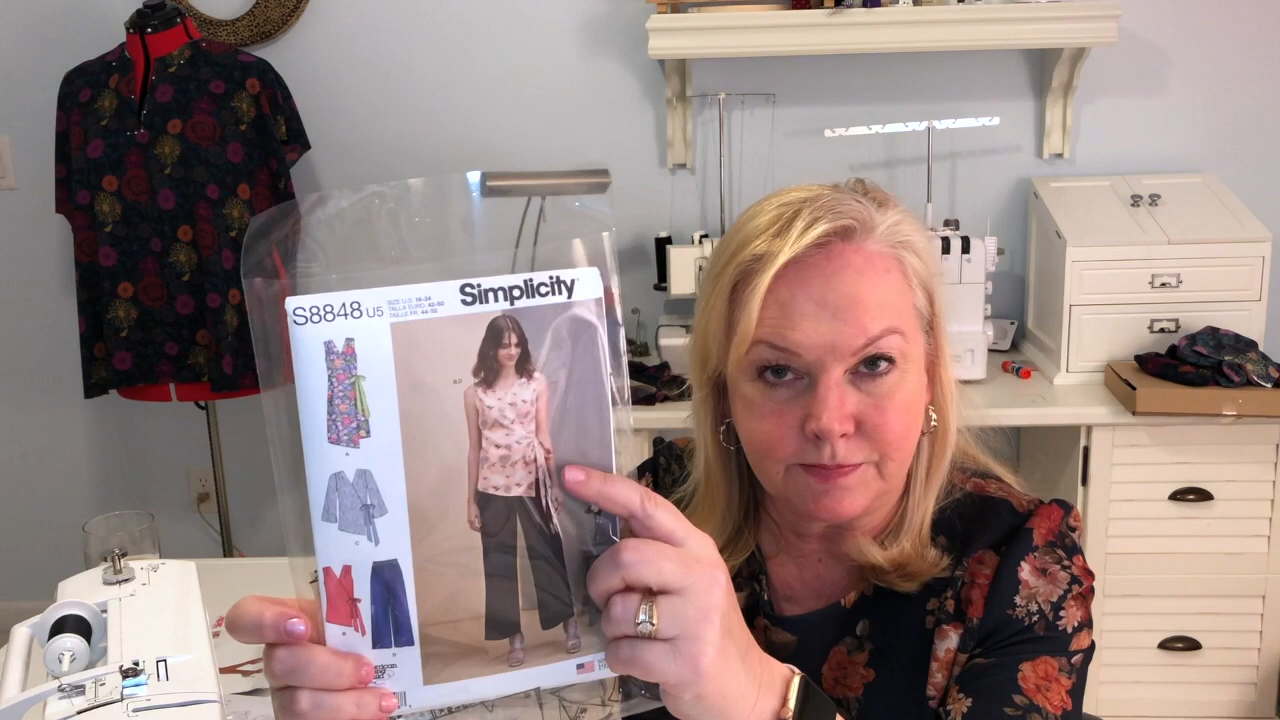 S8848 U5
SIZE U.S. 16-24
TALLA EURO. 42-50
TAILLE FR. 44-52
Simplicity
B,D
A
C
B
D